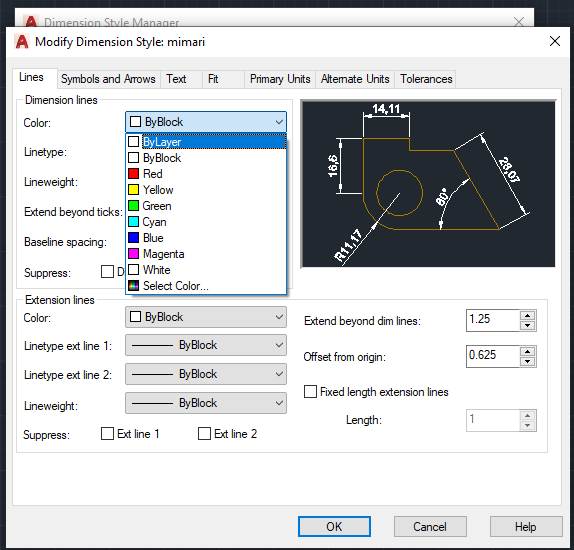 Dimension Style Manager
Modify Dimension Style: mimari
Lines Symbols and Arrows Text Fit Primary Units Alternate Units Tolerances
Dimension lines
Color: ByBlock
ByLayer
Linetype: ByBlock
Red
Lineweight: Yellow
Green
Extend beyond ticks: Cyan
Baseline spacing: Blue
Magenta
Suppress: D White
Select Color...
14,11
16,6
28,07
60°
R11,17
Extension lines
Color: ByBlock
Linetype ext line 1: ByBlock
Linetype ext line 2: ByBlock
Lineweight: ByBlock
Suppress: Ext line 1 Ext line 2
Extend beyond dim lines: 1.25
Offset from origin: 0.625
Fixed length extension lines
Length: 1
OK Cancel Help